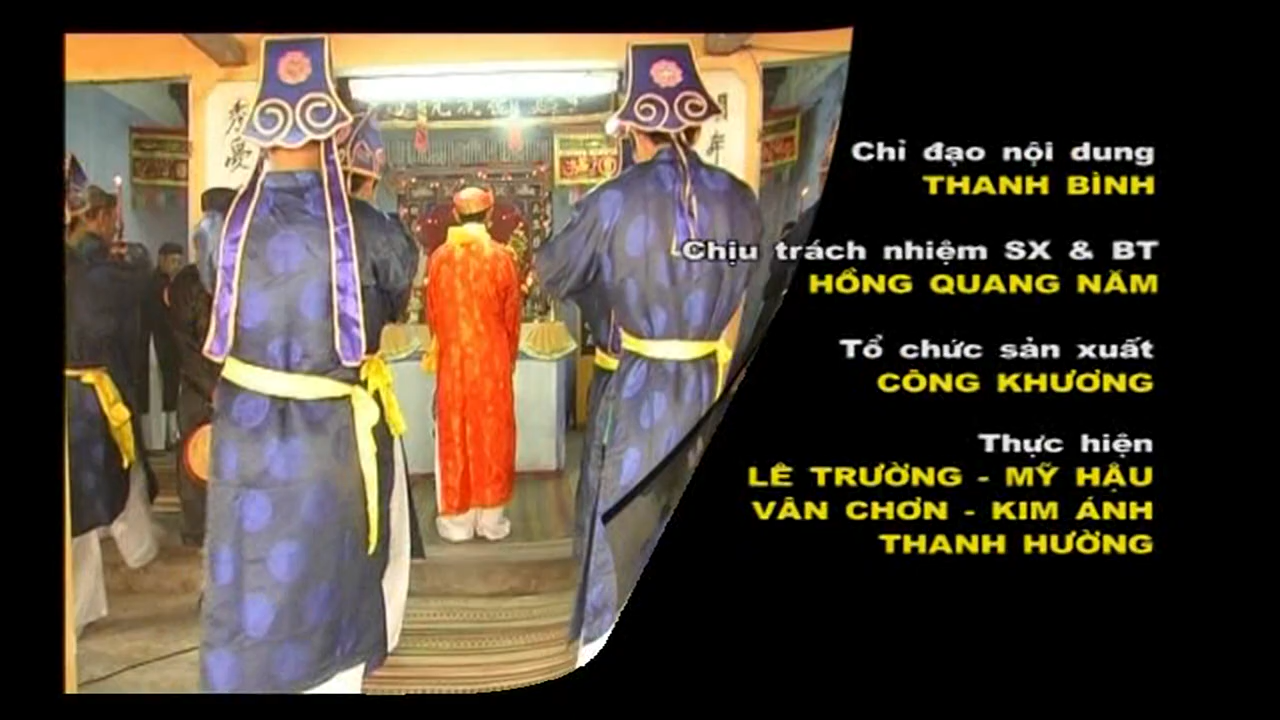 Chỉ đạo nội dung
THANH BÌNH
Chịu trách nhiệm SX & BT
HỒNG QUANG NĂM
Tổ chức sản xuất
CÔNG KHƯƠNG
Thực hiện
LÊ TRƯỜNG - MỸ HẬU
VÂN CHƠN - KIM ÁNH
THANH HƯỜNG